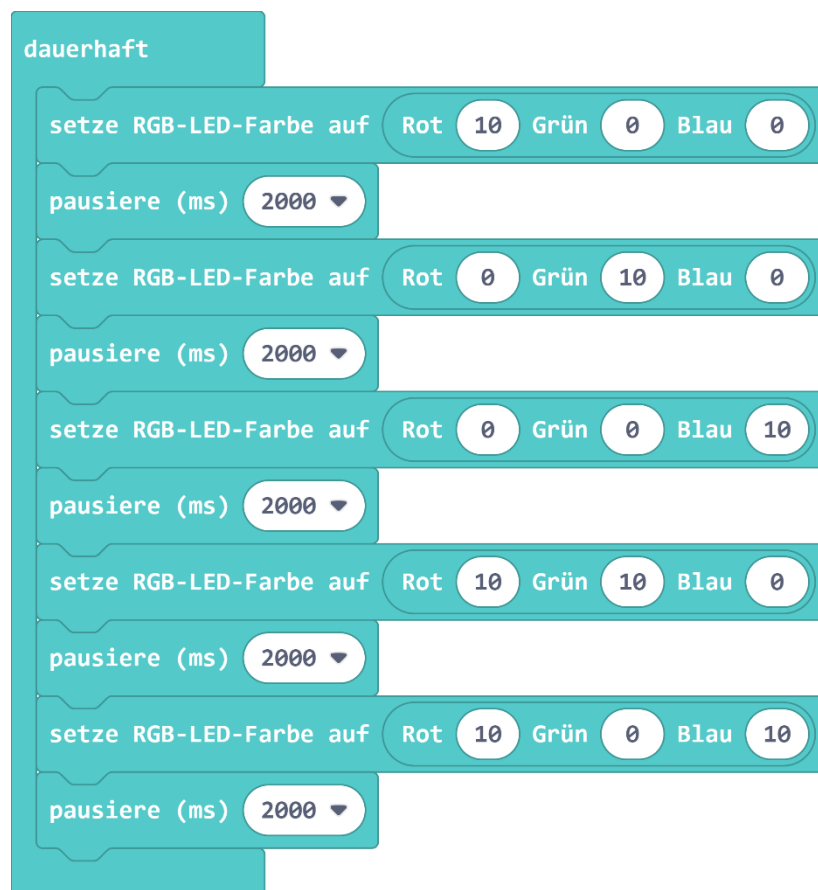 dauerhaft
setze RGB-LED-Farbe auf Rot 10 Grün 0 Blau 0
pausiere (ms) 2000
setze RGB-LED-Farbe auf Rot 0 Grün 10 Blau 0
pausiere (ms) 2000
setze RGB-LED-Farbe auf Rot 0 Grün 0 Blau 10
pausiere (ms) 2000
setze RGB-LED-Farbe auf Rot 10 Grün 10 Blau 0
pausiere (ms) 2000
setze RGB-LED-Farbe auf Rot 10 Grün 0 Blau 10
pausiere (ms) 2000